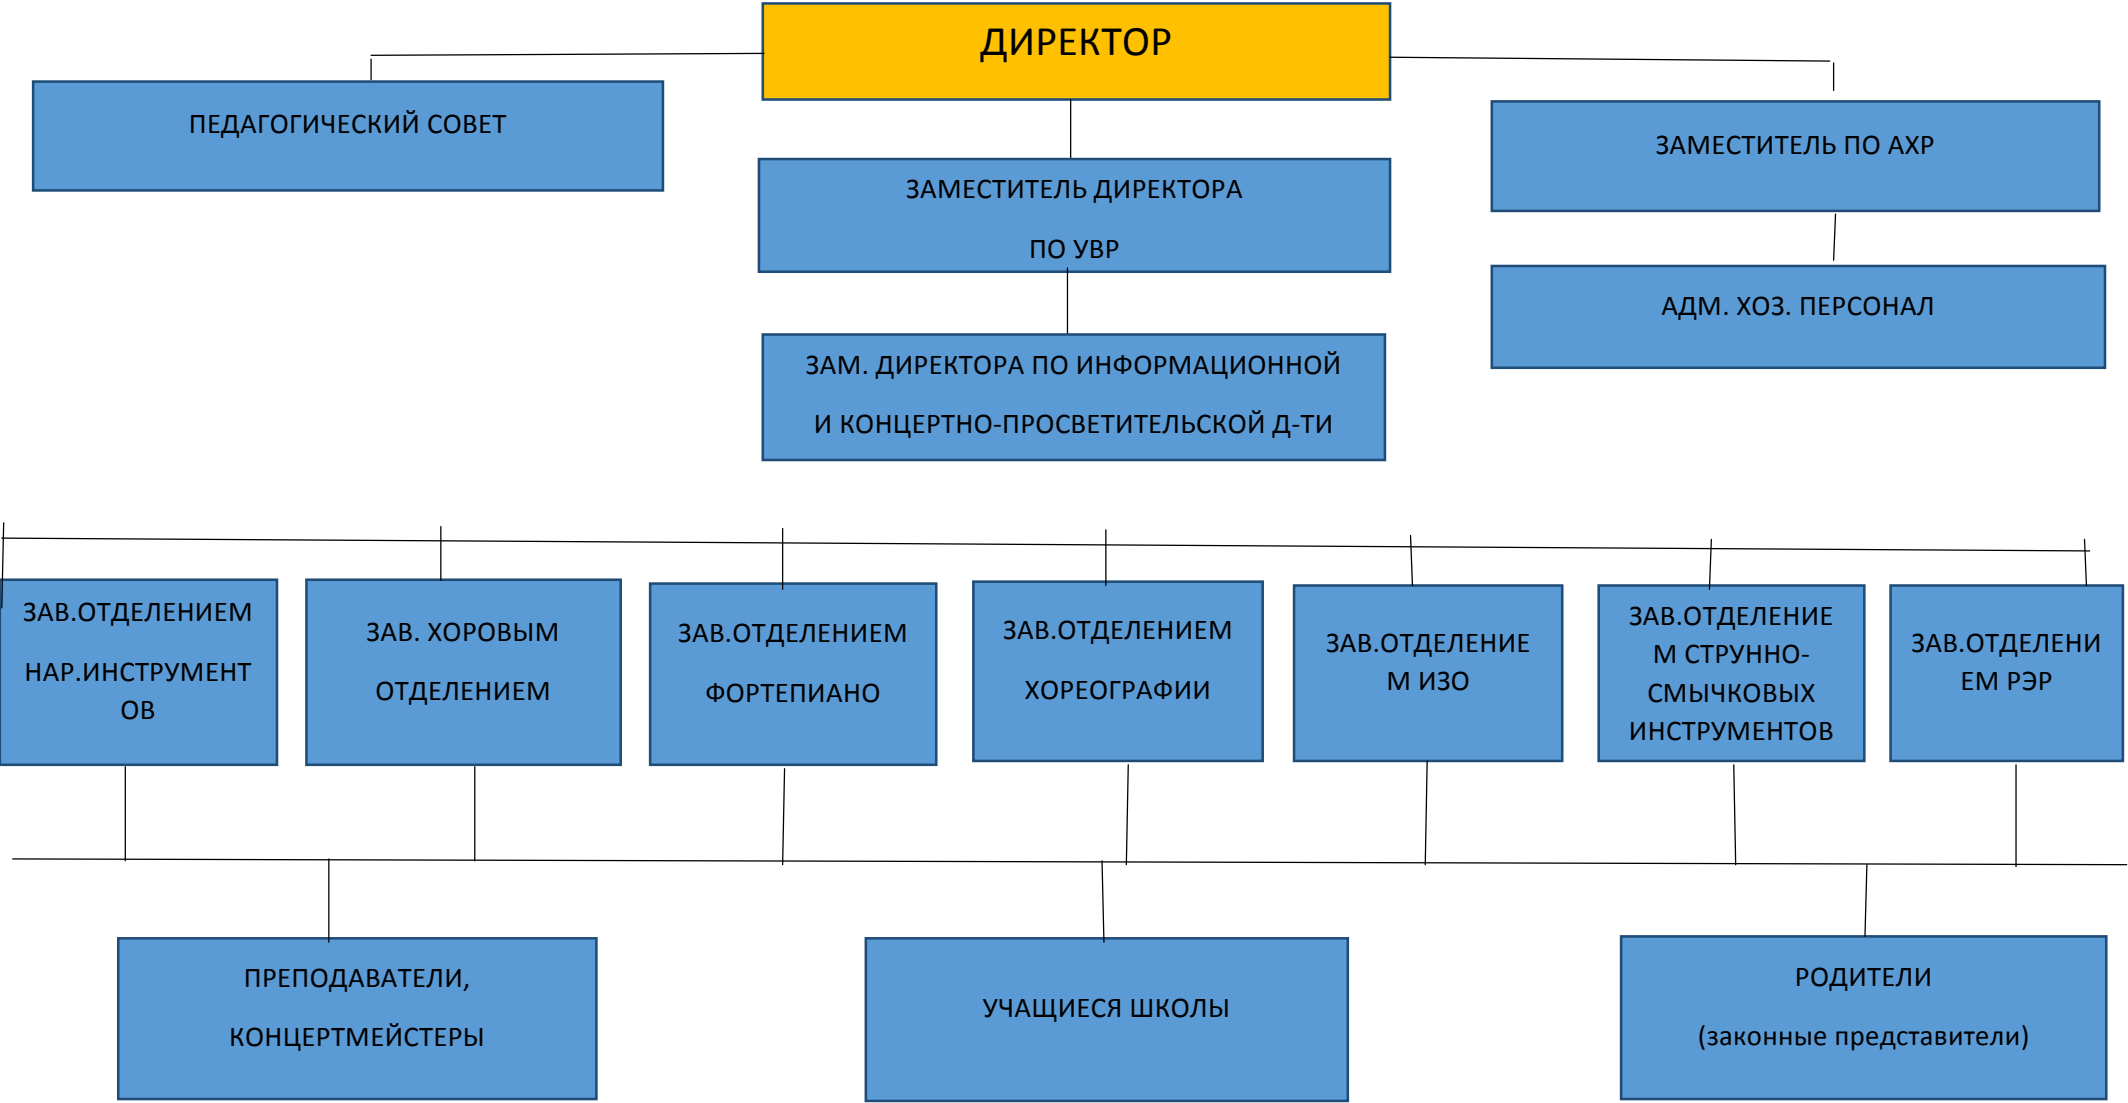 ДИРЕКТОР
ПЕДАГОГИЧЕСКИЙ СОВЕТ
ЗАМЕСТИТЕЛЬ ДИРЕКТОРА
ПО УВР
ЗАМЕСТИТЕЛЬ ПО АХР
АДМ. ХОЗ. ПЕРСОНАЛ
ЗАМ. ДИРЕКТОРА ПО ИНФОРМАЦИОННОЙ
И КОНЦЕРТНО-ПРОСВЕТИТЕЛЬСКОЙ Д-ТИ
ЗАВ.ОТДЕЛЕНИЕМ
НАР.ИНСТРУМЕНТ
ОВ
ЗАВ. ХОРОВЫМ
ОТДЕЛЕНИЕМ
ЗАВ.ОТДЕЛЕНИЕМ
ФОРТЕПИАНО
ЗАВ.ОТДЕЛЕНИЕМ
ХОРЕОГРАФИИ
ЗАВ.ОТДЕЛЕНИЕ
М ИЗО
ЗАВ.ОТДЕЛЕНИЕ
М СТРУННО-
СМЫЧКОВЫХ
ИНСТРУМЕНТОВ
ЗАВ.ОТДЕЛЕНИ
ЕМ РЭР
ПРЕПОДАВАТЕЛИ,
КОНЦЕРТМЕЙСТЕРЫ
УЧАЩИЕСЯ ШКОЛЫ
РОДИТЕЛИ
(законные представители)